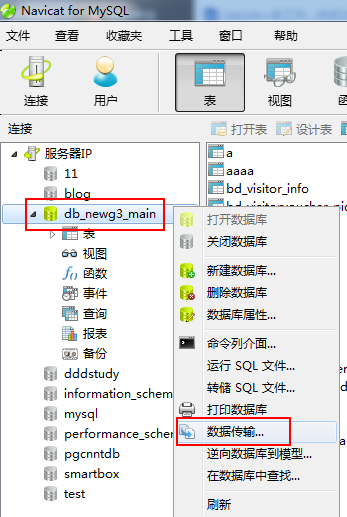 Navicat for MySQL
文件 查看 收藏夹 工具 窗口 帮助
连接 用户 表 视图
连接 打开表 设计表
服务器IP
11
blog
db_newg3_main
表
视图
函数
事件
查询
报表
备份
dddstudy
information_schem
mysql
performance_schem
pgcnntdb
smartbox
test
a
aaaa
bd_visitor_info
打开数据库
关闭数据库
新建数据库...
删除数据库
数据库属性...
命令列介面...
运行 SQL 文件...
转储 SQL 文件...
打印数据库
数据传输...
逆向数据库到模型...
在数据库中查找...
刷新